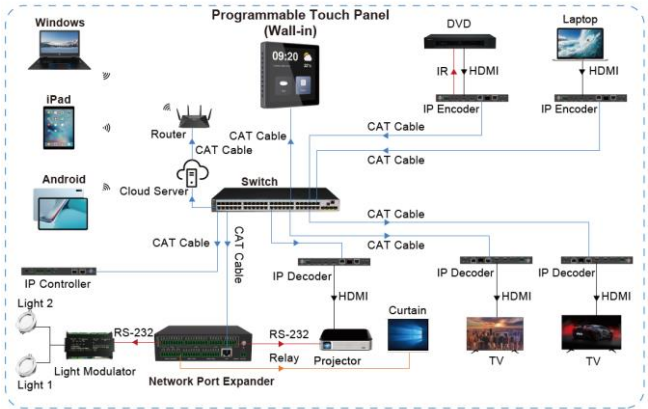 Programmable Touch Panel
(Wall-in)
Windows
DVD
Laptop
09:20
IR
HDMI
HDMI
iPad
IP Encoder
IP Encoder
Router
CAT Cable
CAT Cable
CAT Cable
CAT Cable
Android
Cloud Server
Switch
CAT Cable
CAT Cable
CAT Cable
CAT Cable
IP Controller
IP Decoder
IP Decoder
IP Decoder
HDMI
HDMI
HDMI
Light 2
Curtain
RS-232
RS-232
Light Modulator
Relay
Projector
TV
TV
Light 1
Network Port Expander